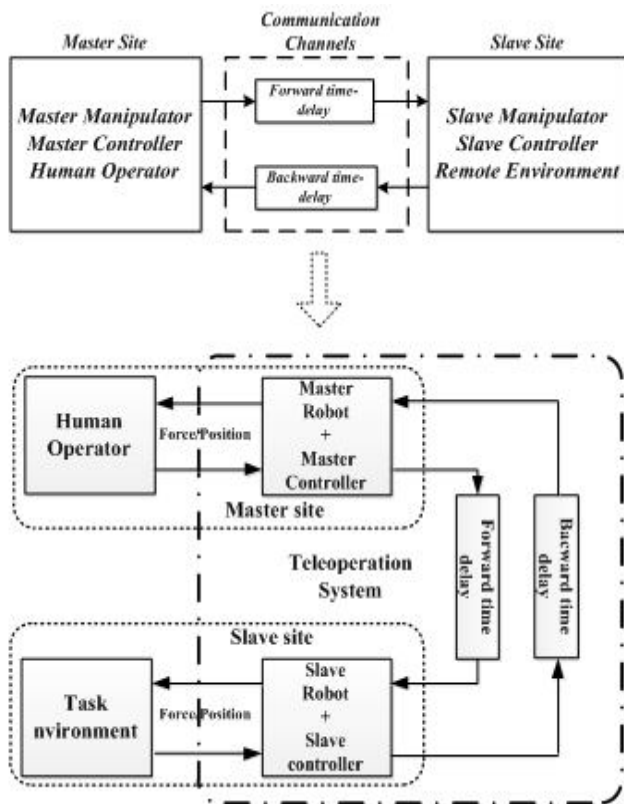 Communication
Channels
Master Site
Slave Site
Master Manipulator
Master Controller
Human Operator
Forward time-
delay
Backward time-
delay
Slave Manipulator
Slave Controller
Remote Environment
Human
Operator
Force/Position
Master
Robot
+
Master
Controller
Master site
Teleoperation
System
Forward time
delay
Bacward time
delay
Slave site
Task
nvironment
Force/Position
Slave
Robot
+
Slave
controller